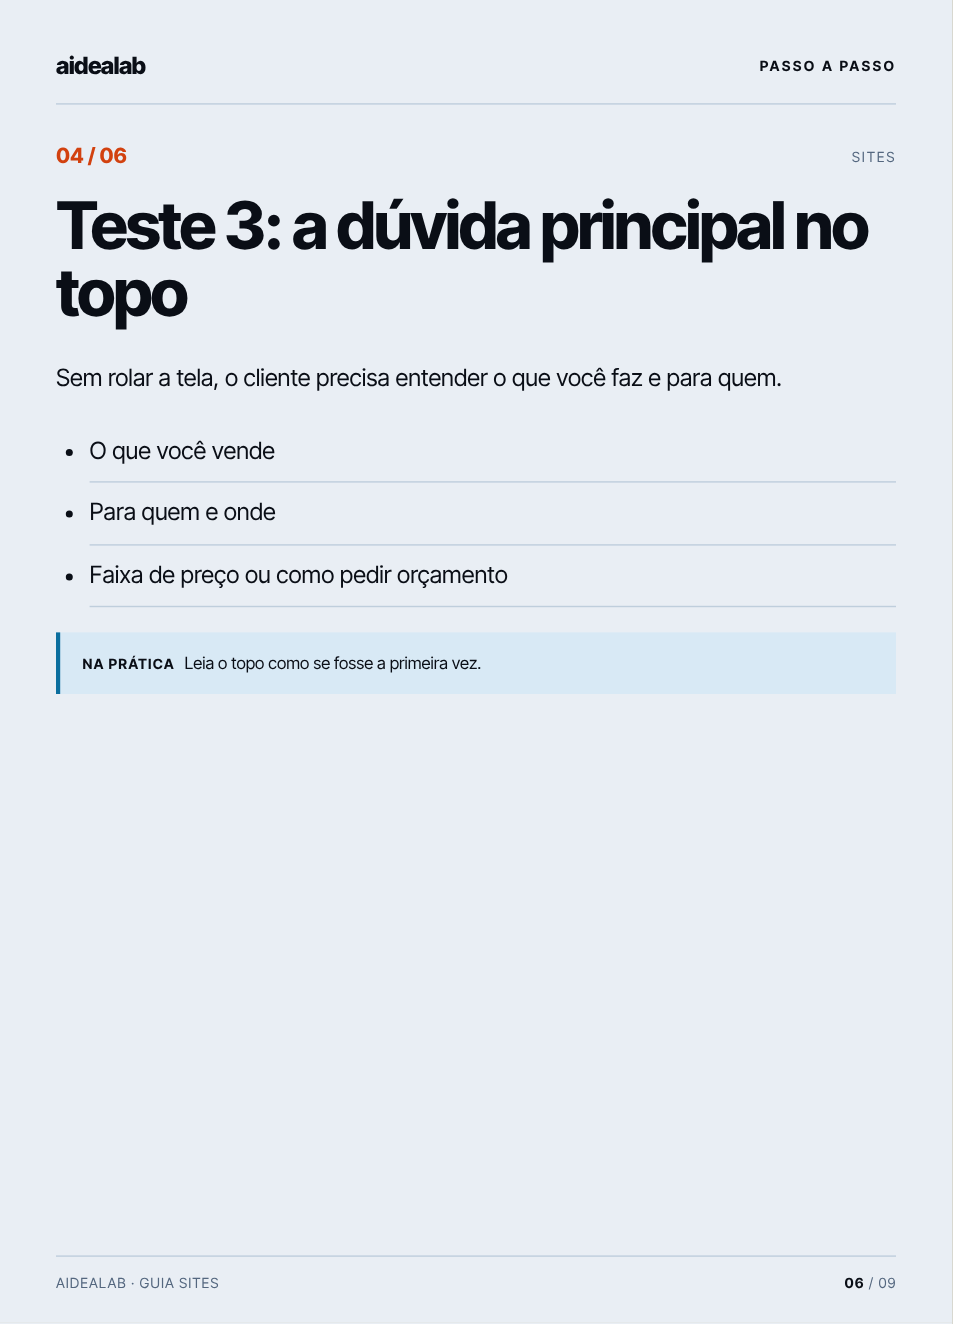 aidealab
PASSO A PASSO
04 / 06
SITES
Teste 3: a dúvida principal no
topo
Sem rolar a tela, o cliente precisa entender o que você faz e para quem.
• O que você vende
• Para quem e onde
• Faixa de preço ou como pedir orçamento
NA PRÁTICA Leia o topo como se fosse a primeira vez.
AIDEALAB · GUIA SITES
06 / 09